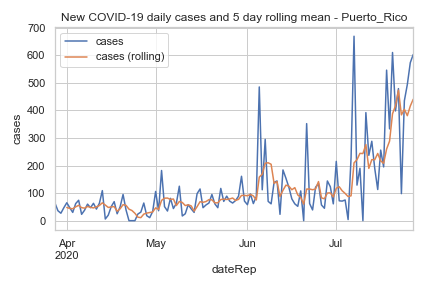 New COVID-19 daily cases and 5 day rolling mean - Puerto_Rico
cases
cases (rolling)
700
600
500
400
300
200
100
0
cases
Apr
2020
May
Jun
Jul
dateRep